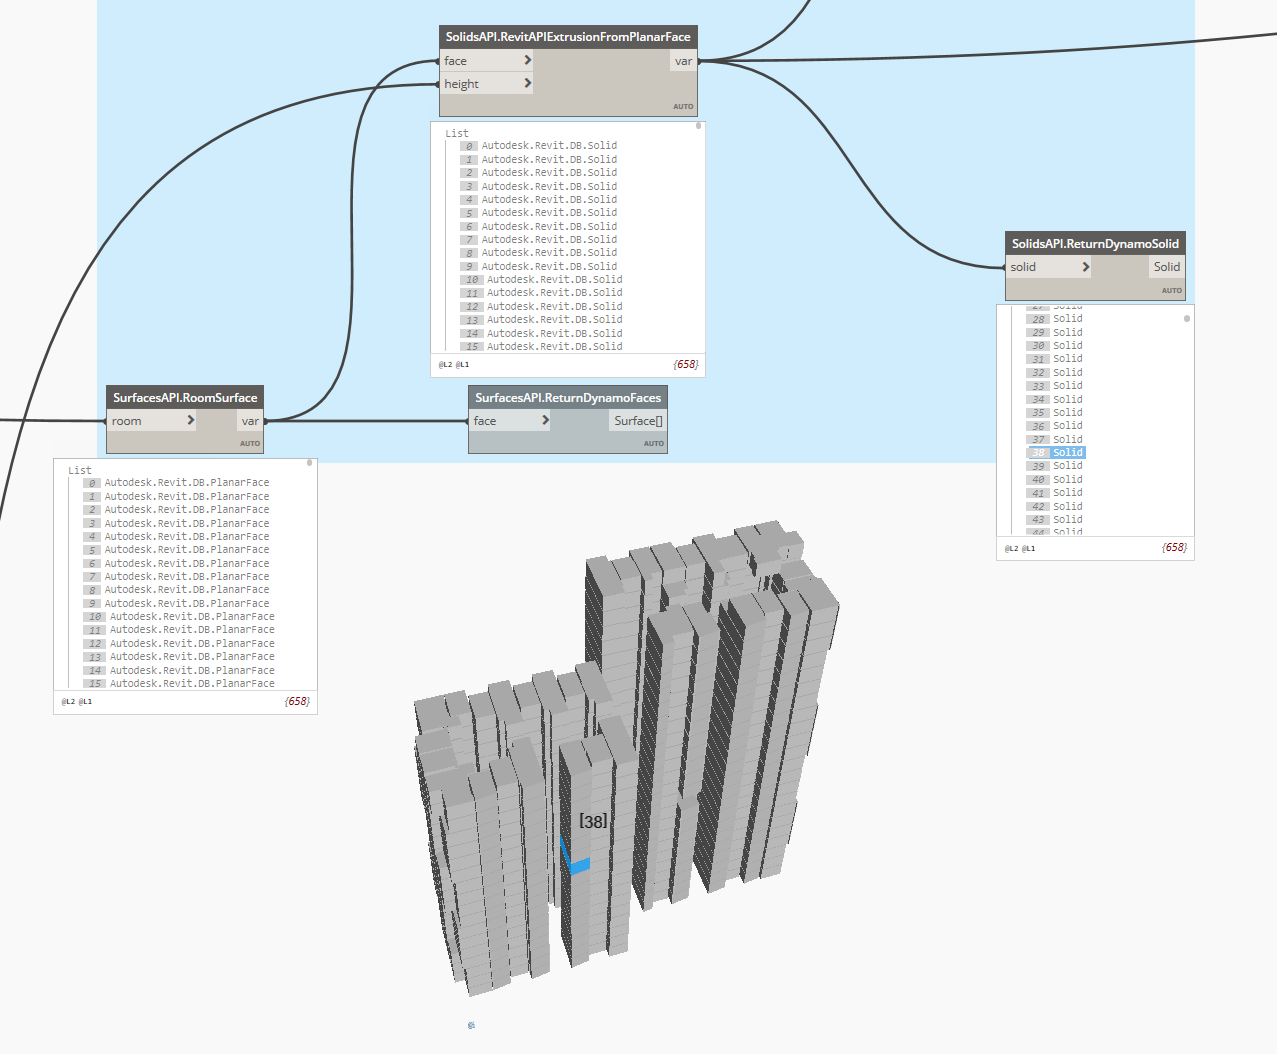 SolidsAPI.RevitAPIExtrusionFromPlanarFace
face > var
height >
AUTO
List
0 Autodesk.Revit.DB.Solid
1 Autodesk.Revit.DB.Solid
2 Autodesk.Revit.DB.Solid
3 Autodesk.Revit.DB.Solid
4 Autodesk.Revit.DB.Solid
5 Autodesk.Revit.DB.Solid
6 Autodesk.Revit.DB.Solid
7 Autodesk.Revit.DB.Solid
8 Autodesk.Revit.DB.Solid
9 Autodesk.Revit.DB.Solid
10 Autodesk.Revit.DB.Solid
11 Autodesk.Revit.DB.Solid
12 Autodesk.Revit.DB.Solid
13 Autodesk.Revit.DB.Solid
14 Autodesk.Revit.DB.Solid
15 Autodesk.Revit.DB.Solid
@L2 @L1 {658}
SolidsAPI.ReturnDynamoSolid
solid > Solid
AUTO
27 Solid
28 Solid
29 Solid
30 Solid
31 Solid
32 Solid
33 Solid
34 Solid
35 Solid
36 Solid
37 Solid
38 Solid
39 Solid
40 Solid
41 Solid
42 Solid
43 Solid
44 Solid
@L2 @L1 {658}
SurfacesAPI.RoomSurface
room > var
AUTO
List
0 Autodesk.Revit.DB.PlanarFace
1 Autodesk.Revit.DB.PlanarFace
2 Autodesk.Revit.DB.PlanarFace
3 Autodesk.Revit.DB.PlanarFace
4 Autodesk.Revit.DB.PlanarFace
5 Autodesk.Revit.DB.PlanarFace
6 Autodesk.Revit.DB.PlanarFace
7 Autodesk.Revit.DB.PlanarFace
8 Autodesk.Revit.DB.PlanarFace
9 Autodesk.Revit.DB.PlanarFace
10 Autodesk.Revit.DB.PlanarFace
11 Autodesk.Revit.DB.PlanarFace
12 Autodesk.Revit.DB.PlanarFace
13 Autodesk.Revit.DB.PlanarFace
14 Autodesk.Revit.DB.PlanarFace
15 Autodesk.Revit.DB.PlanarFace
@L2 @L1 {658}
SurfacesAPI.ReturnDynamoFaces
face > Surface[]
AUTO
[38]